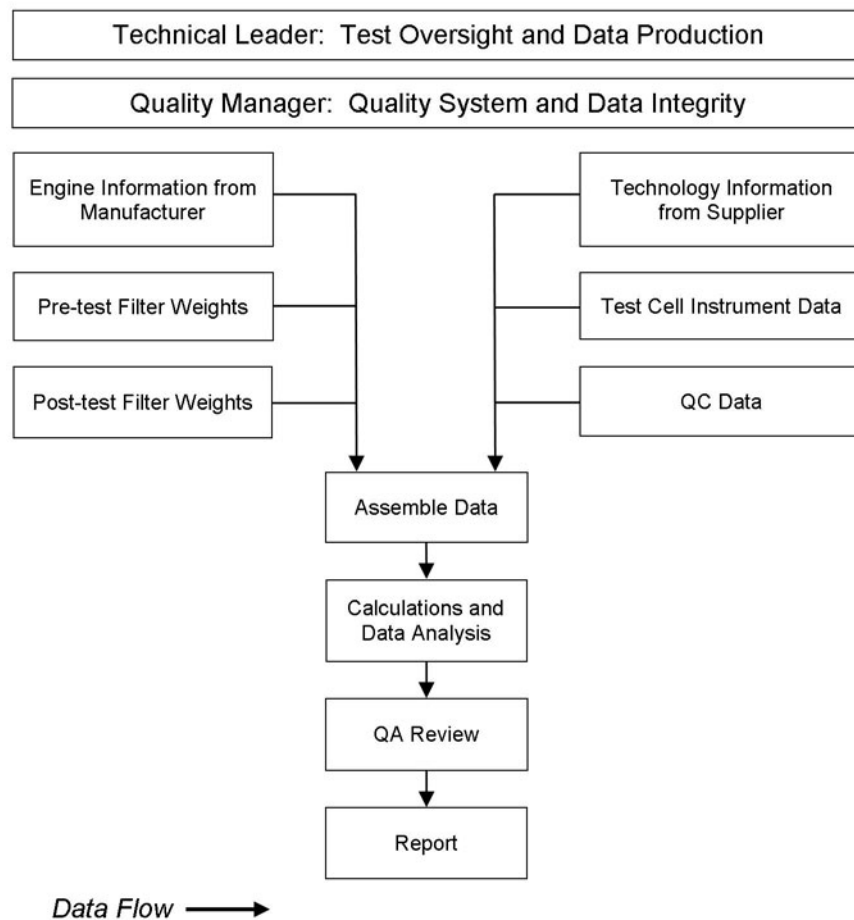 Technical Leader: Test Oversight and Data Production
Quality Manager: Quality System and Data Integrity
Engine Information from
Manufacturer
Technology Information
from Supplier
Pre-test Filter Weights
Test Cell Instrument Data
Post-test Filter Weights
QC Data
Assemble Data
Calculations and
Data Analysis
QA Review
Report
Data Flow